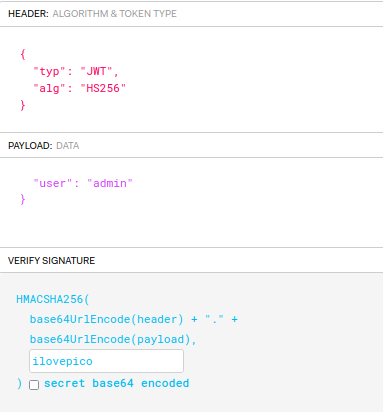 HEADER: ALGORITHM & TOKEN TYPE
{
"typ": "JWT",
"alg": "HS256"
}
PAYLOAD: DATA
"user": "admin"
}
VERIFY SIGNATURE
HMACSHA256(
base64UrlEncode(header) + "." +
base64UrlEncode(payload),
ilovepico
) secret base64 encoded